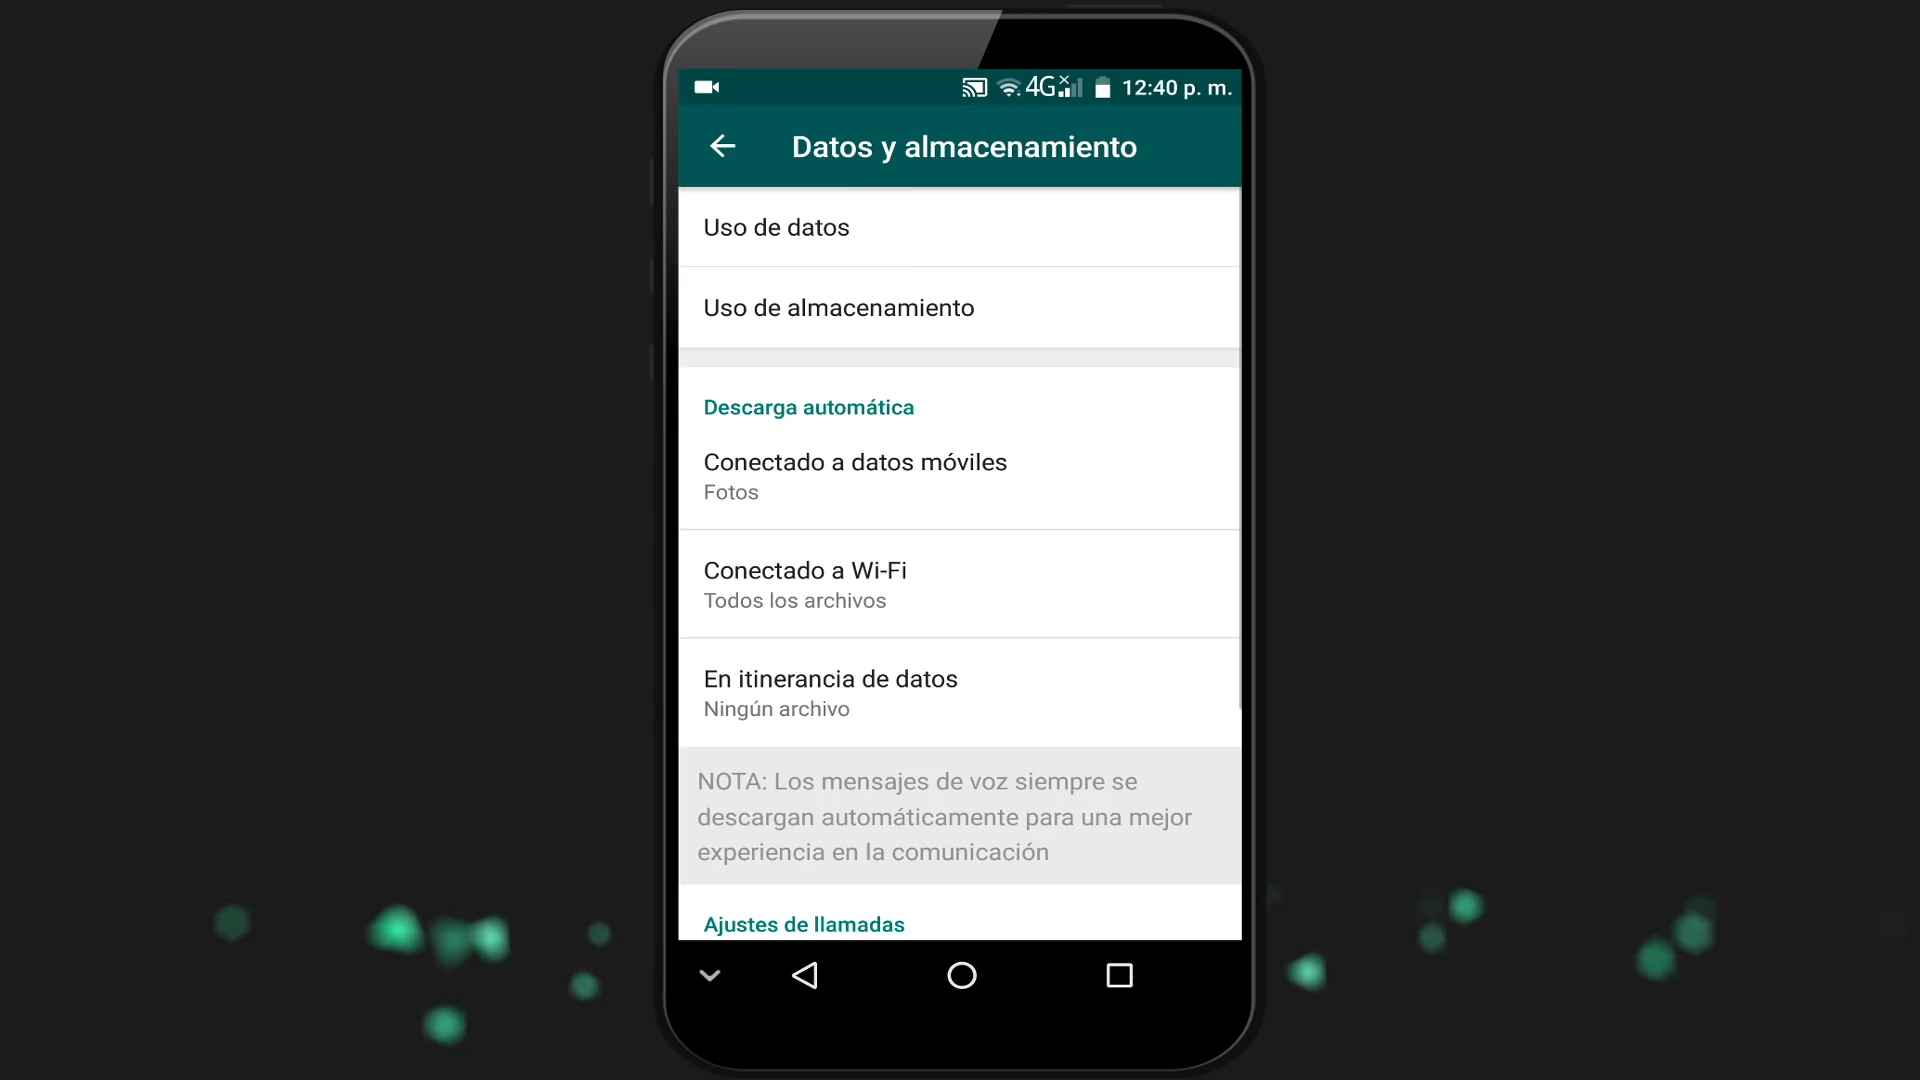 4G 12:40 p. m.
Datos y almacenamiento
Uso de datos
Uso de almacenamiento
Descarga automática
Conectado a datos móviles
Fotos
Conectado a Wi-Fi
Todos los archivos
En itinerancia de datos
Ningún archivo
NOTA: Los mensajes de voz siempre se
descargan automáticamente para una mejor
experiencia en la comunicación
Ajustes de llamadas